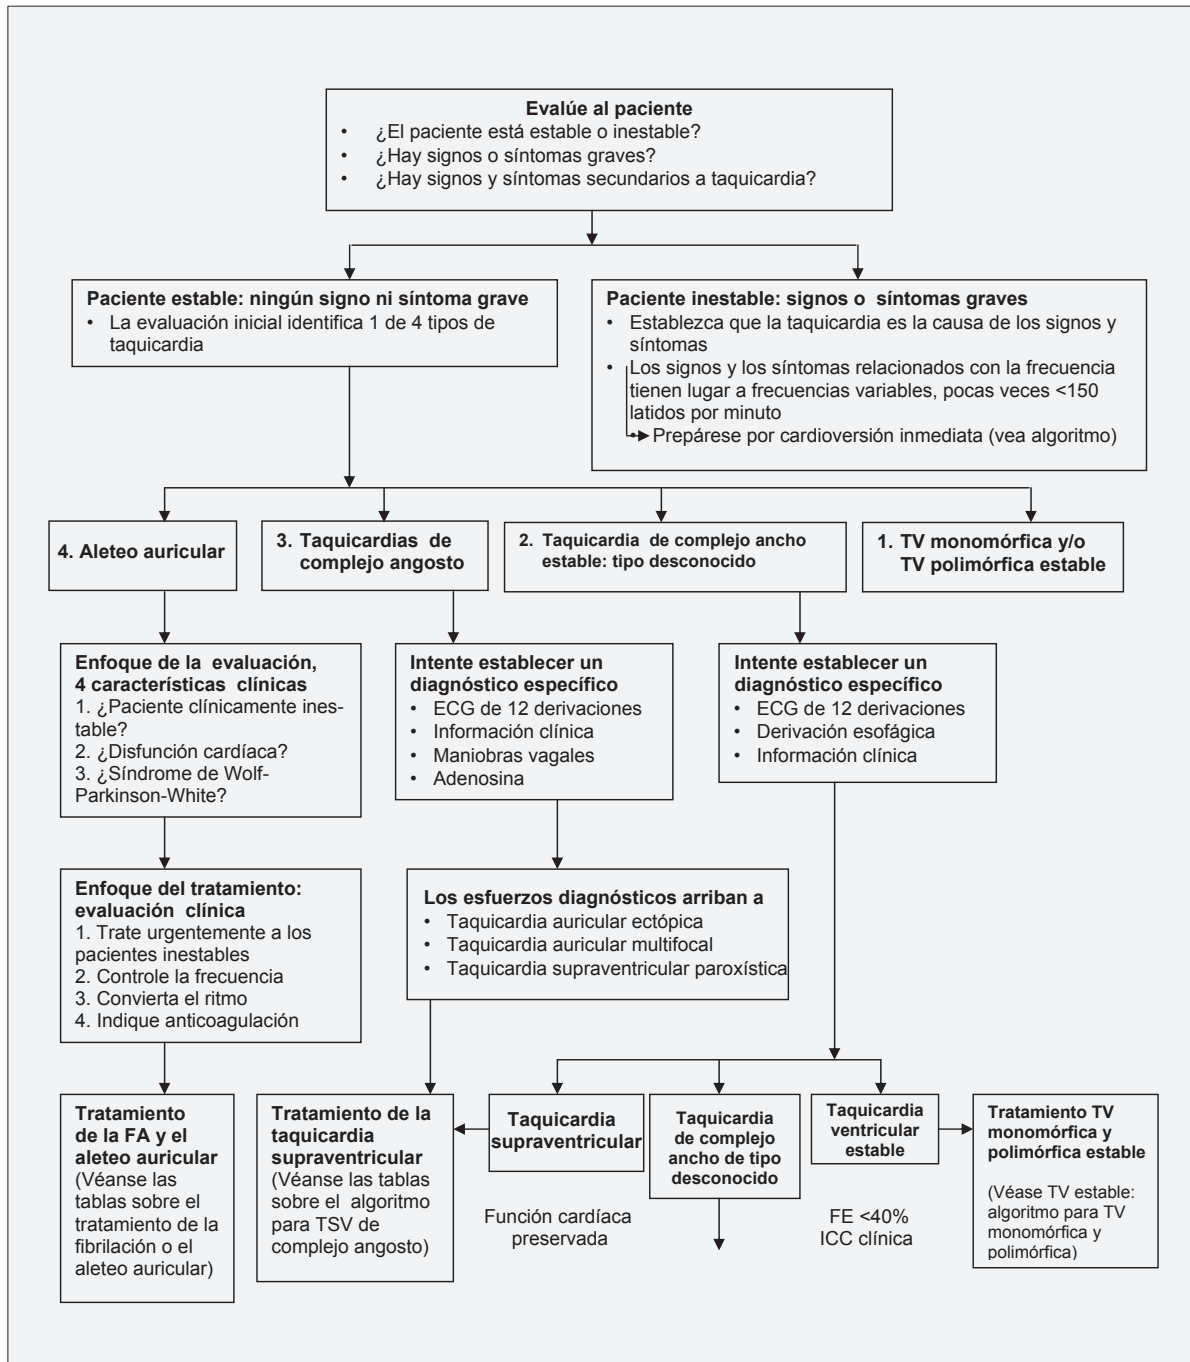 Evalúe al paciente
• ¿El paciente está estable o inestable?
• ¿Hay signos o síntomas graves?
• ¿Hay signos y síntomas secundarios a taquicardia?
Paciente estable: ningún signo ni síntoma grave
• La evaluación inicial identifica 1 de 4 tipos de
taquicardia
Paciente inestable: signos o síntomas graves
• Establezca que la taquicardia es la causa de los signos y
síntomas
• Los signos y los síntomas relacionados con la frecuencia
tienen lugar a frecuencias variables, pocas veces <150
latidos por minuto
• Prepárese por cardioversión inmediata (vea algoritmo)
4. Aleteo auricular
3. Taquicardias de
complejo angosto
2. Taquicardia de complejo ancho
estable: tipo desconocido
1. TV monomórfica y/o
TV polimórfica estable
Enfoque de la evaluación,
4 características clínicas
1. ¿Paciente clínicamente ines-
table?
2. ¿Disfunción cardíaca?
3. ¿Síndrome de Wolf-
Parkinson-White?
Intente establecer un
diagnóstico específico
• ECG de 12 derivaciones
• Información clínica
• Maniobras vagales
• Adenosina
Intente establecer un
diagnóstico específico
• ECG de 12 derivaciones
• Derivación esofágica
• Información clínica
Enfoque del tratamiento:
evaluación clínica
1. Trate urgentemente a los
pacientes inestables
2. Controle la frecuencia
3. Convierta el ritmo
4. Indique anticoagulación
Los esfuerzos diagnósticos arriban a
• Taquicardia auricular ectópica
• Taquicardia auricular multifocal
• Taquicardia supraventricular paroxística
Tratamiento
de la FA y el
aleteo auricular
(Véanse las
tablas sobre el
tratamiento de la
fibrilación o el
aleteo auricular)
Tratamiento de la
taquicardia
supraventricular
(Véanse las tablas
sobre el algoritmo
para TSV de
complejo angosto)
Taquicardia
supraventricular
Función cardíaca
preservada
Taquicardia
de complejo
ancho de tipo
desconocido
Taquicardia
ventricular
estable
FE <40%
ICC clínica
Tratamiento TV
monomórfica y
polimórfica estable
(Véase TV estable:
algoritmo para TV
monomórfica y
polimórfica)